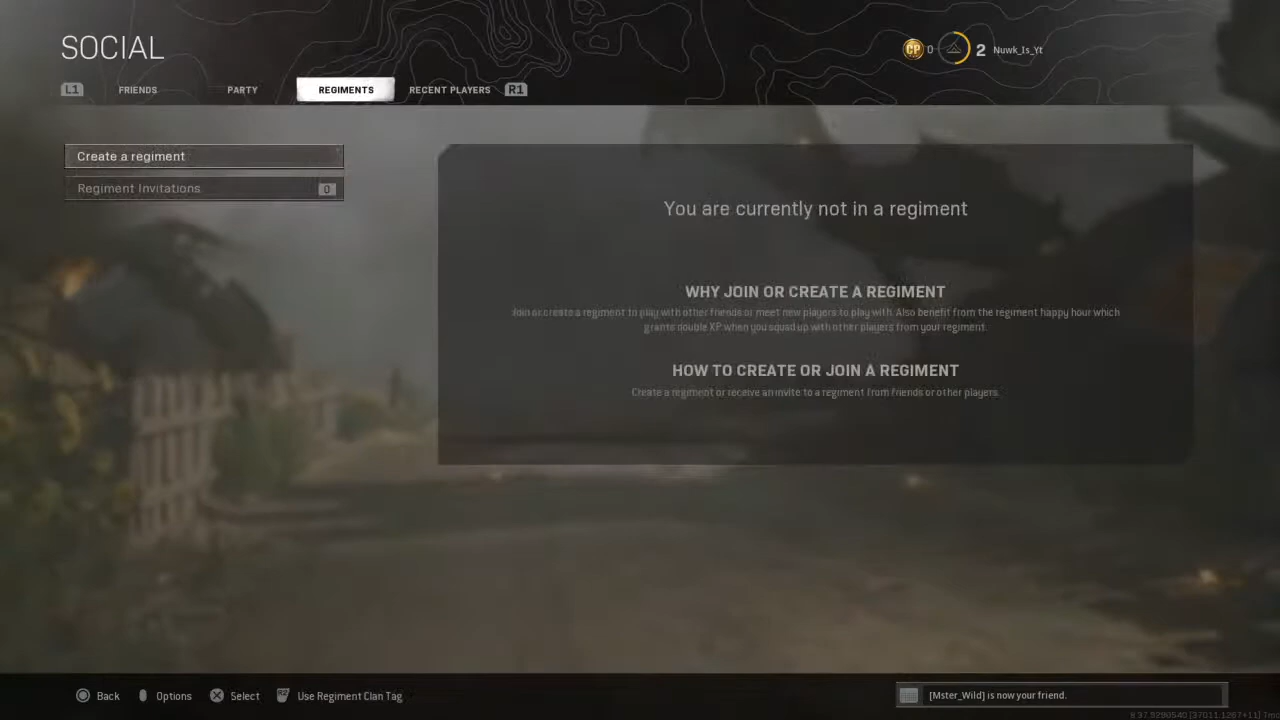 SOCIAL
CP 0 2 Nuwk_Is_Yt
L1 FRIENDS PARTY REGIMENTS RECENT PLAYERS R1
Create a regiment
Regiment Invitations 0
You are currently not in a regiment
WHY JOIN OR CREATE A REGIMENT
Join or create a regiment to play with other friends or meet new players to play with. Also benefit from the regiment happy hour which
grants double XP when you squad up with other players from your regiment.
HOW TO CREATE OR JOIN A REGIMENT
Create a regiment or receive an invite to a regiment from friends or other players.
Back Options Select Use Regiment Clan Tag
[Mster_Wild] is now your friend.